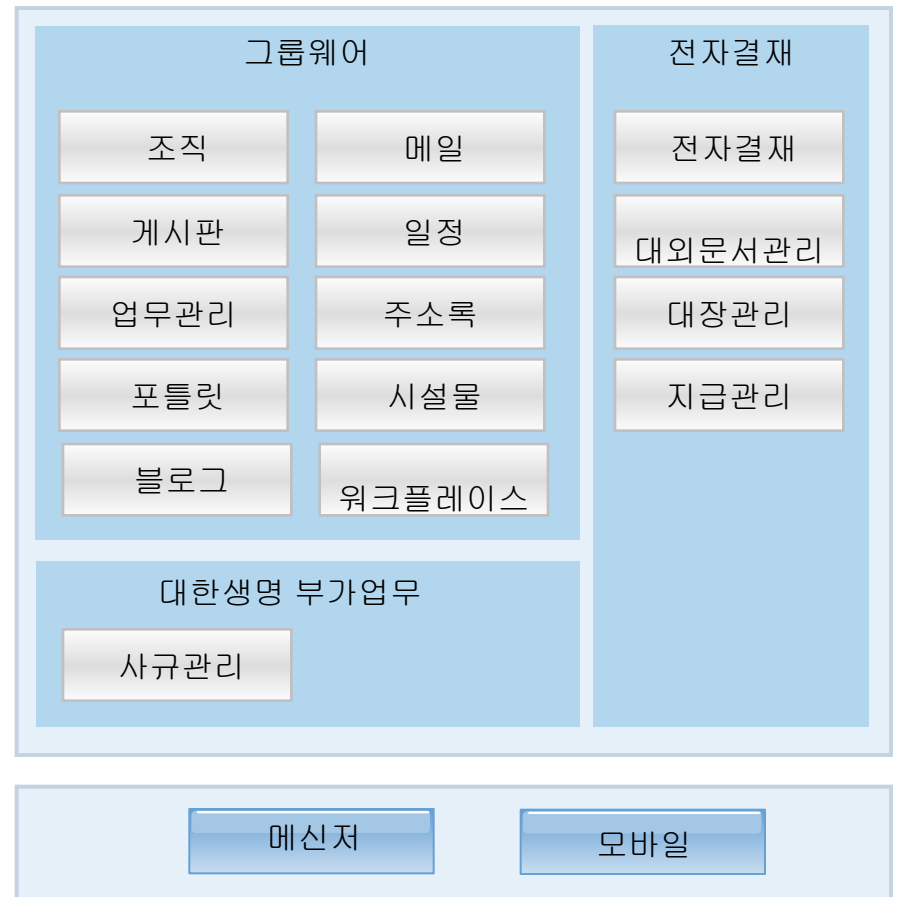 그룹웨어
전자결재
조직
메일
전자결재
게시판
일정
대외문서관리
업무관리
주소록
대장관리
포틀릿
시설물
지급관리
블로그
워크플레이스
대한생명 부가업무
사규관리
메신저
모바일